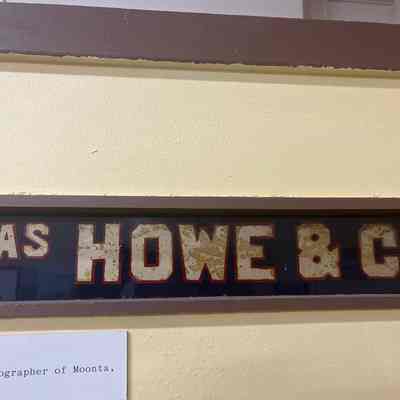 AS HOWE & C
ographer of Moonta,